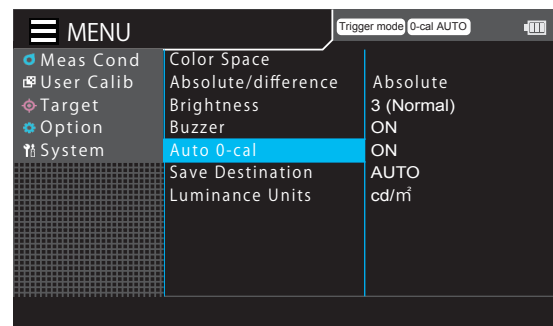 MENU
Trigger mode 0-cal AUTO
Meas Cond
User Calib
Target
Option
System
Color Space
Absolute/difference Absolute
Brightness 3 (Normal)
Buzzer ON
Auto 0-cal ON
Save Destination AUTO
Luminance Units cd/㎡